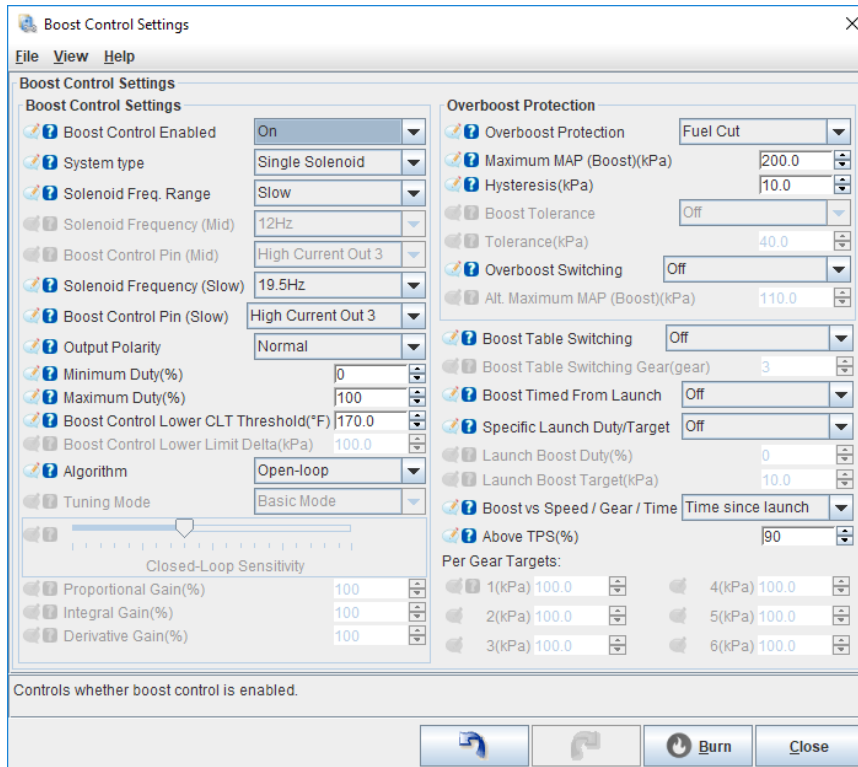 Boost Control Settings
File View Help
Boost Control Settings
Boost Control Settings
Boost Control Enabled On
System type Single Solenoid
Solenoid Freq. Range Slow
Solenoid Frequency (Mid) 12Hz
Boost Control Pin (Mid) High Current Out 3
Solenoid Frequency (Slow) 19.5Hz
Boost Control Pin (Slow) High Current Out 3
Output Polarity Normal
Minimum Duty(%) 0
Maximum Duty(%) 100
Boost Control Lower CLT Threshold(°F) 170.0
Boost Control Lower Limit Delta(kPa) 100.0
Algorithm Open-loop
Tuning Mode Basic Mode
Closed-Loop Sensitivity
Proportional Gain(%) 100
Integral Gain(%) 100
Derivative Gain(%) 100
Overboost Protection
Overboost Protection Fuel Cut
Maximum MAP (Boost)(kPa) 200.0
Hysteresis(kPa) 10.0
Boost Tolerance Off
Tolerance(kPa) 40.0
Overboost Switching Off
Alt. Maximum MAP (Boost)(kPa) 110.0
Boost Table Switching Off
Boost Table Switching Gear(gear) 3
Boost Timed From Launch Off
Specific Launch Duty/Target Off
Launch Boost Duty(%) 0
Launch Boost Target(kPa) 10.0
Boost vs Speed / Gear / Time Time since launch
Above TPS(%) 90
Per Gear Targets:
1(kPa) 100.0 4(kPa) 100.0
2(kPa) 100.0 5(kPa) 100.0
3(kPa) 100.0 6(kPa) 100.0
Controls whether boost control is enabled.
Burn Close